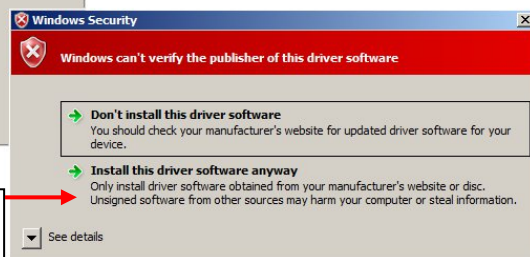 Windows Security
Windows can't verify the publisher of this driver software
Don't install this driver software
You should check your manufacturer's website for updated driver software for your
device.
Install this driver software anyway
Only install driver software obtained from your manufacturer's website or disc.
Unsigned software from other sources may harm your computer or steal information.
See details